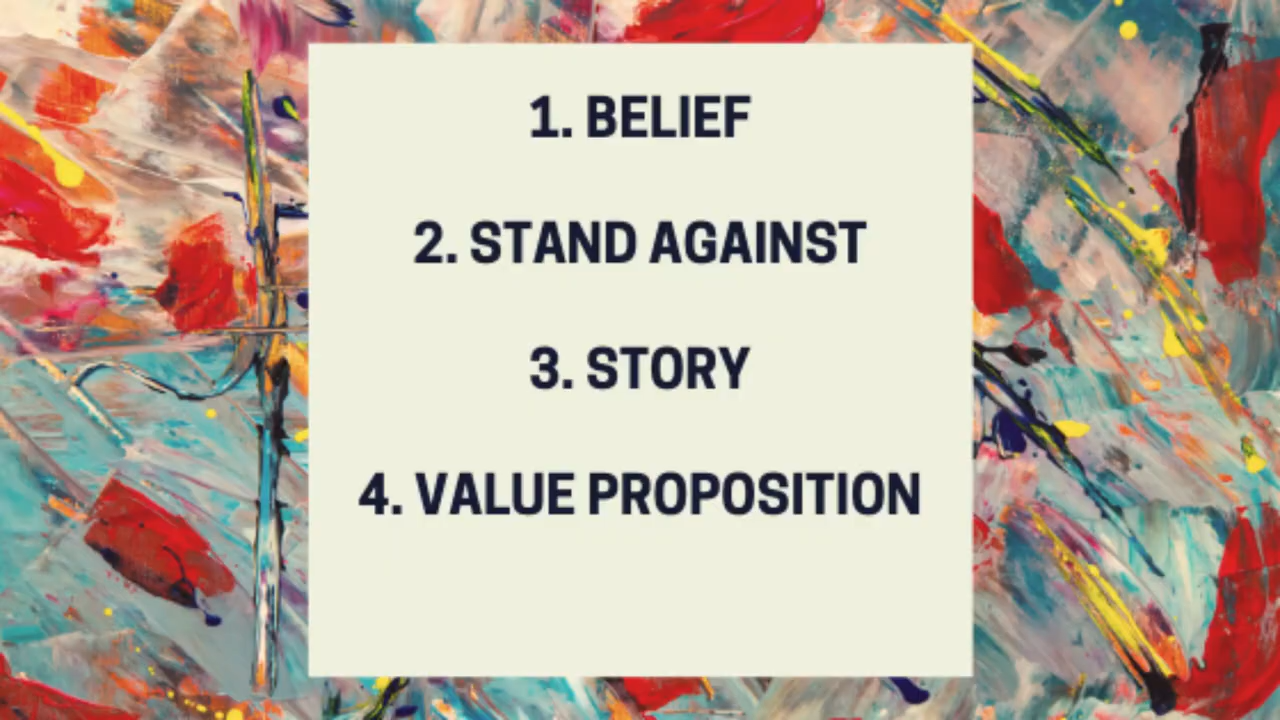 1. BELIEF
2. STAND AGAINST
3. STORY
4. VALUE PROPOSITION